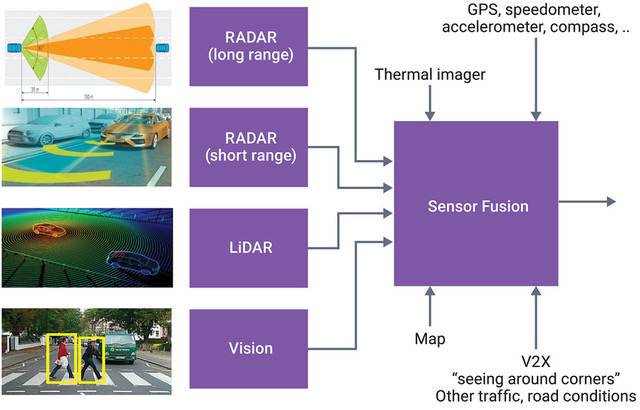 GPS, speedometer,
accelerometer, compass, ..
RADAR
(long range)
Thermal imager
RADAR
(short range)
Sensor Fusion
LiDAR
Vision
Map
V2X
“seeing around corners”
Other traffic, road conditions